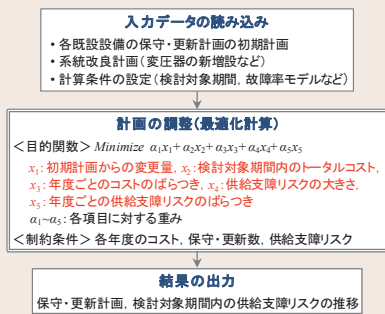 入力データの読み込み
・各既設設備の保守・更新計画の初期計画
・系統改良計画（変圧器の新増設など）
・計算条件の設定（検討対象期間，故障率モデルなど）
計画の調整（最適化計算）
＜目的関数＞ Minimize α₁x₁+α₂x₂+α₃x₃+α₄x₄+α₅x₅
x₁：初期計画からの変更量，x₂：検討対象期間内のトータルコスト，
x₃：年度ごとのコストのばらつき，x₄：供給支障リスクの大きさ，
x₅：年度ごとの供給支障リスクのばらつき
α₁~α₅：各項目に対する重み
＜制約条件＞ 各年度のコスト，保守・更新数，供給支障リスク
結果の出力
保守・更新計画，検討対象期間内の供給支障リスクの推移